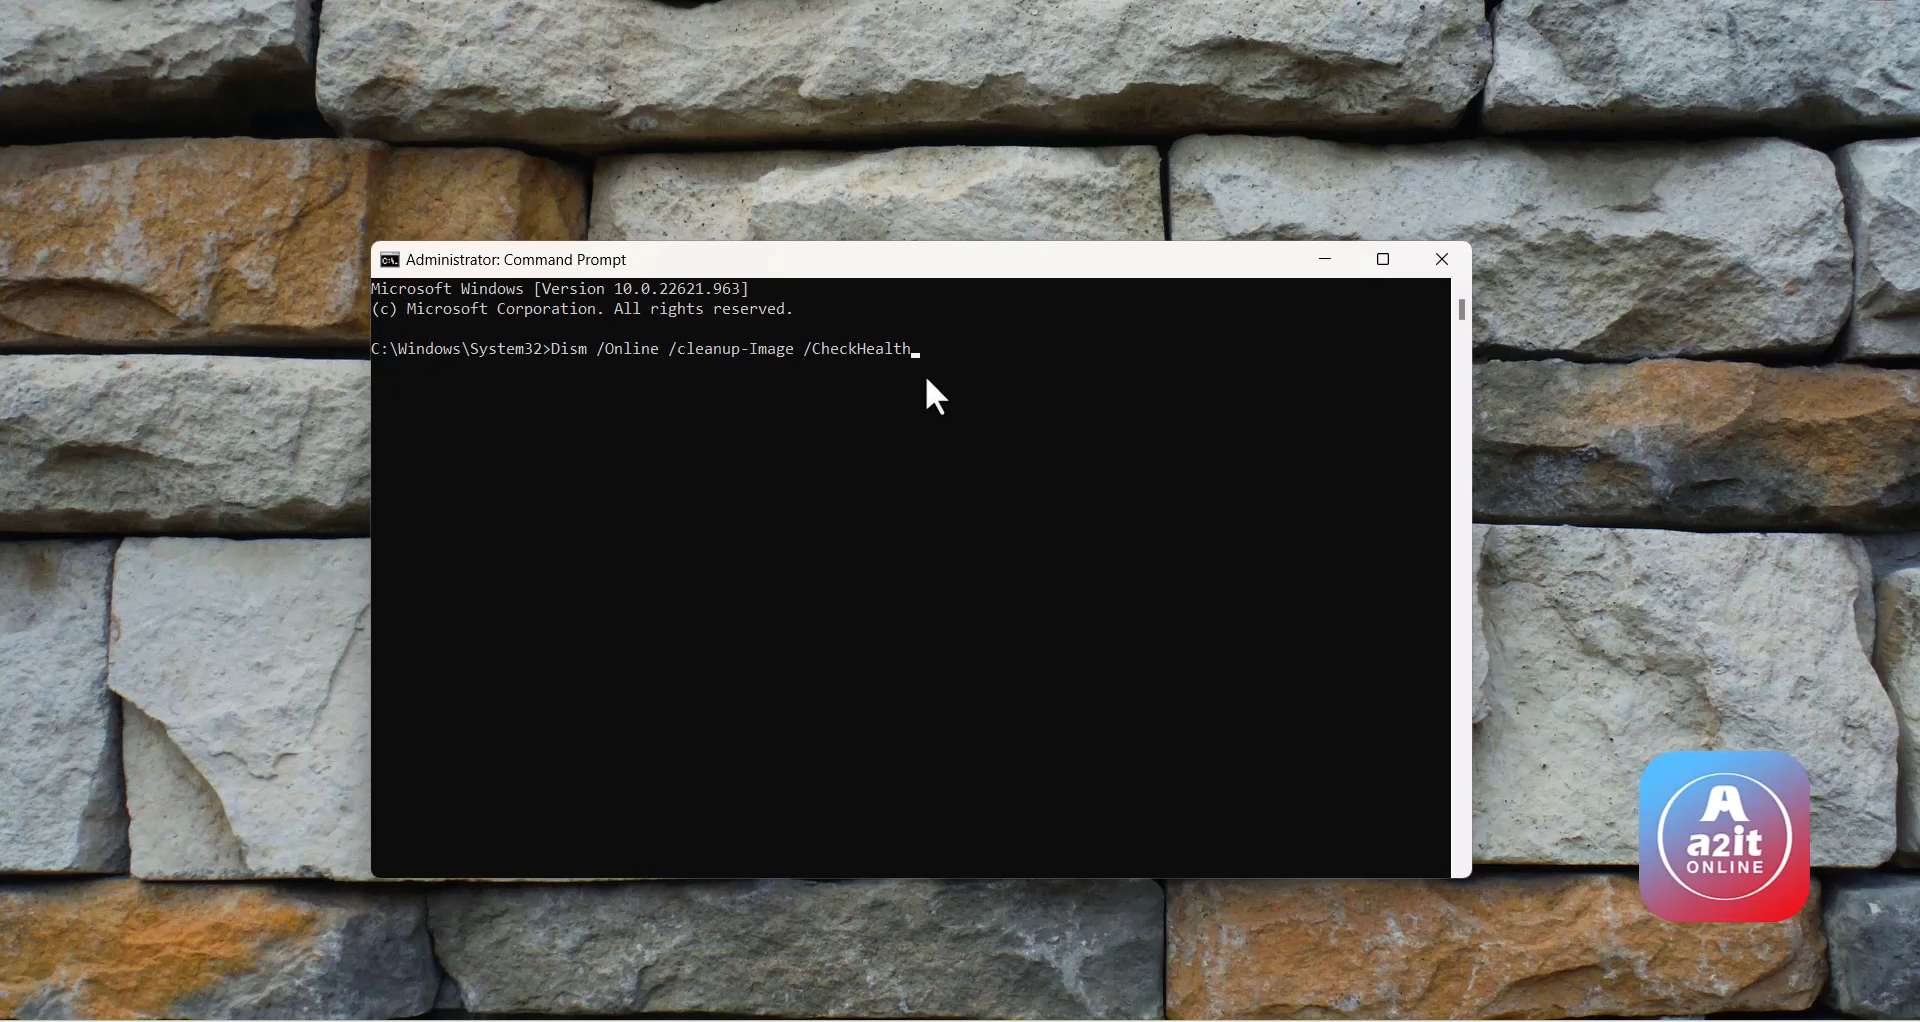 Administrator: Command Prompt
Microsoft Windows [Version 10.0.22621.963]
(c) Microsoft Corporation. All rights reserved.
C:\Windows\System32>Dism /Online /cleanup-Image /CheckHealth
A
a2it
ONLINE